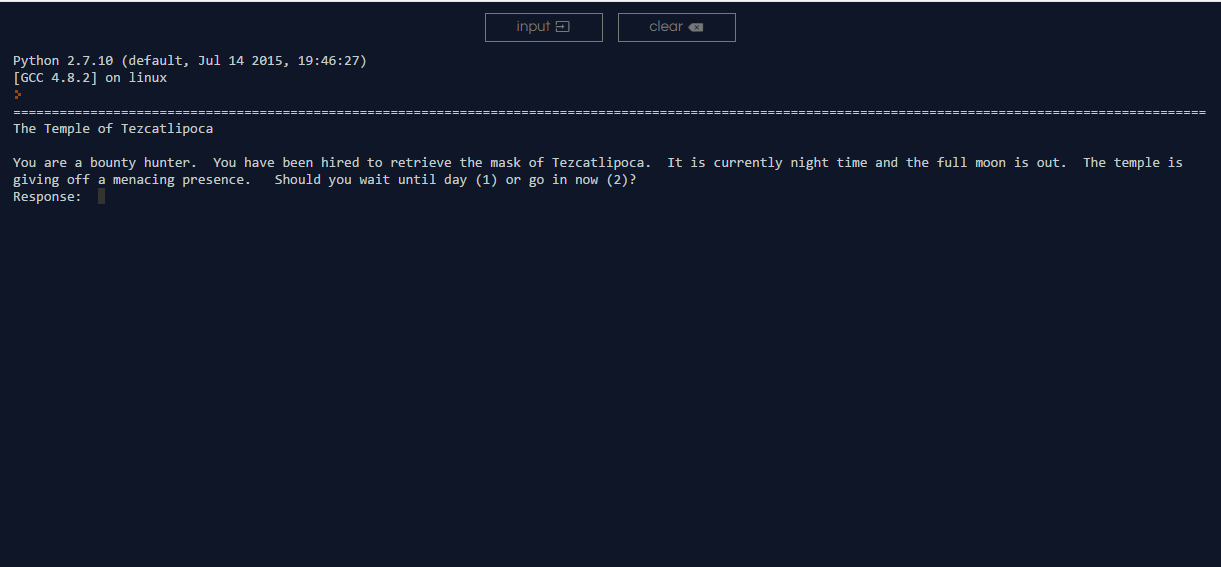 input
clear
Python 2.7.10 (default, Jul 14 2015, 19:46:27)
[GCC 4.8.2] on linux
================================================================================================================================================================
The Temple of Tezcatlipoca
You are a bounty hunter.  You have been hired to retrieve the mask of Tezcatlipoca.  It is currently night time and the full moon is out.  The temple is
giving off a menacing presence.   Should you wait until day (1) or go in now (2)?
Response: